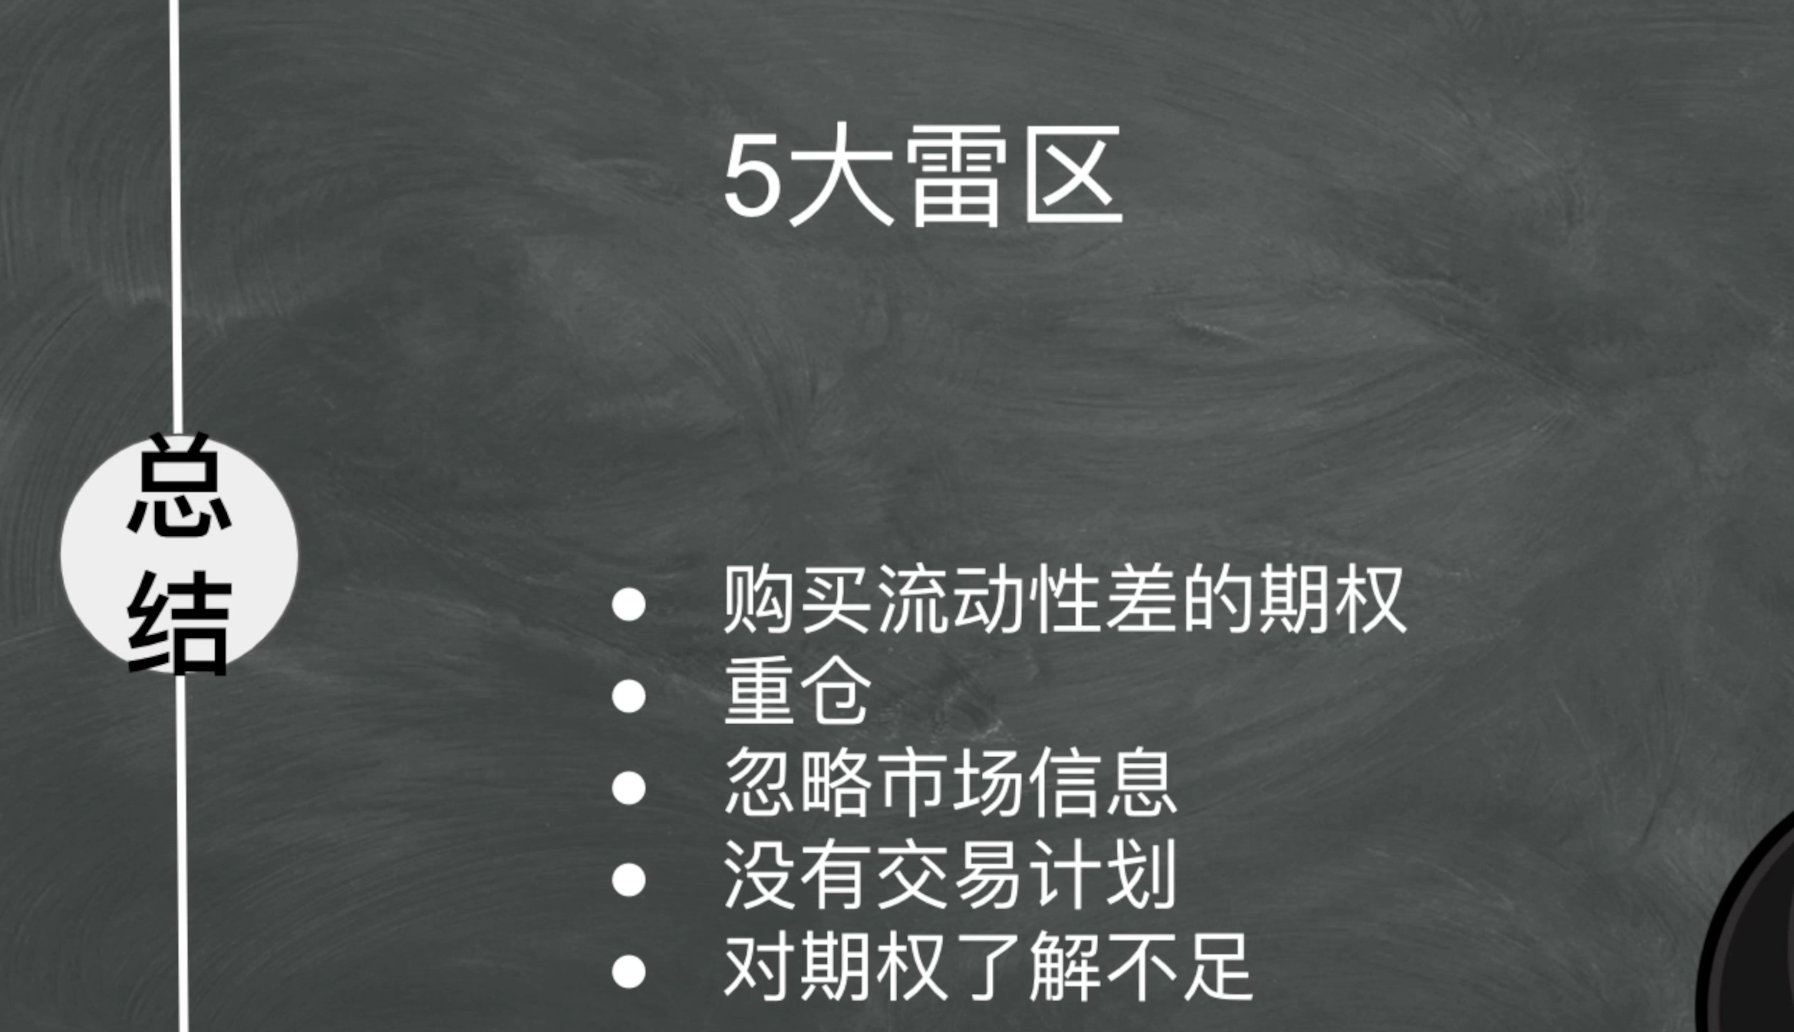 5大雷区
总
结
购买流动性差的期权
重仓
忽略市场信息
没有交易计划
对期权了解不足